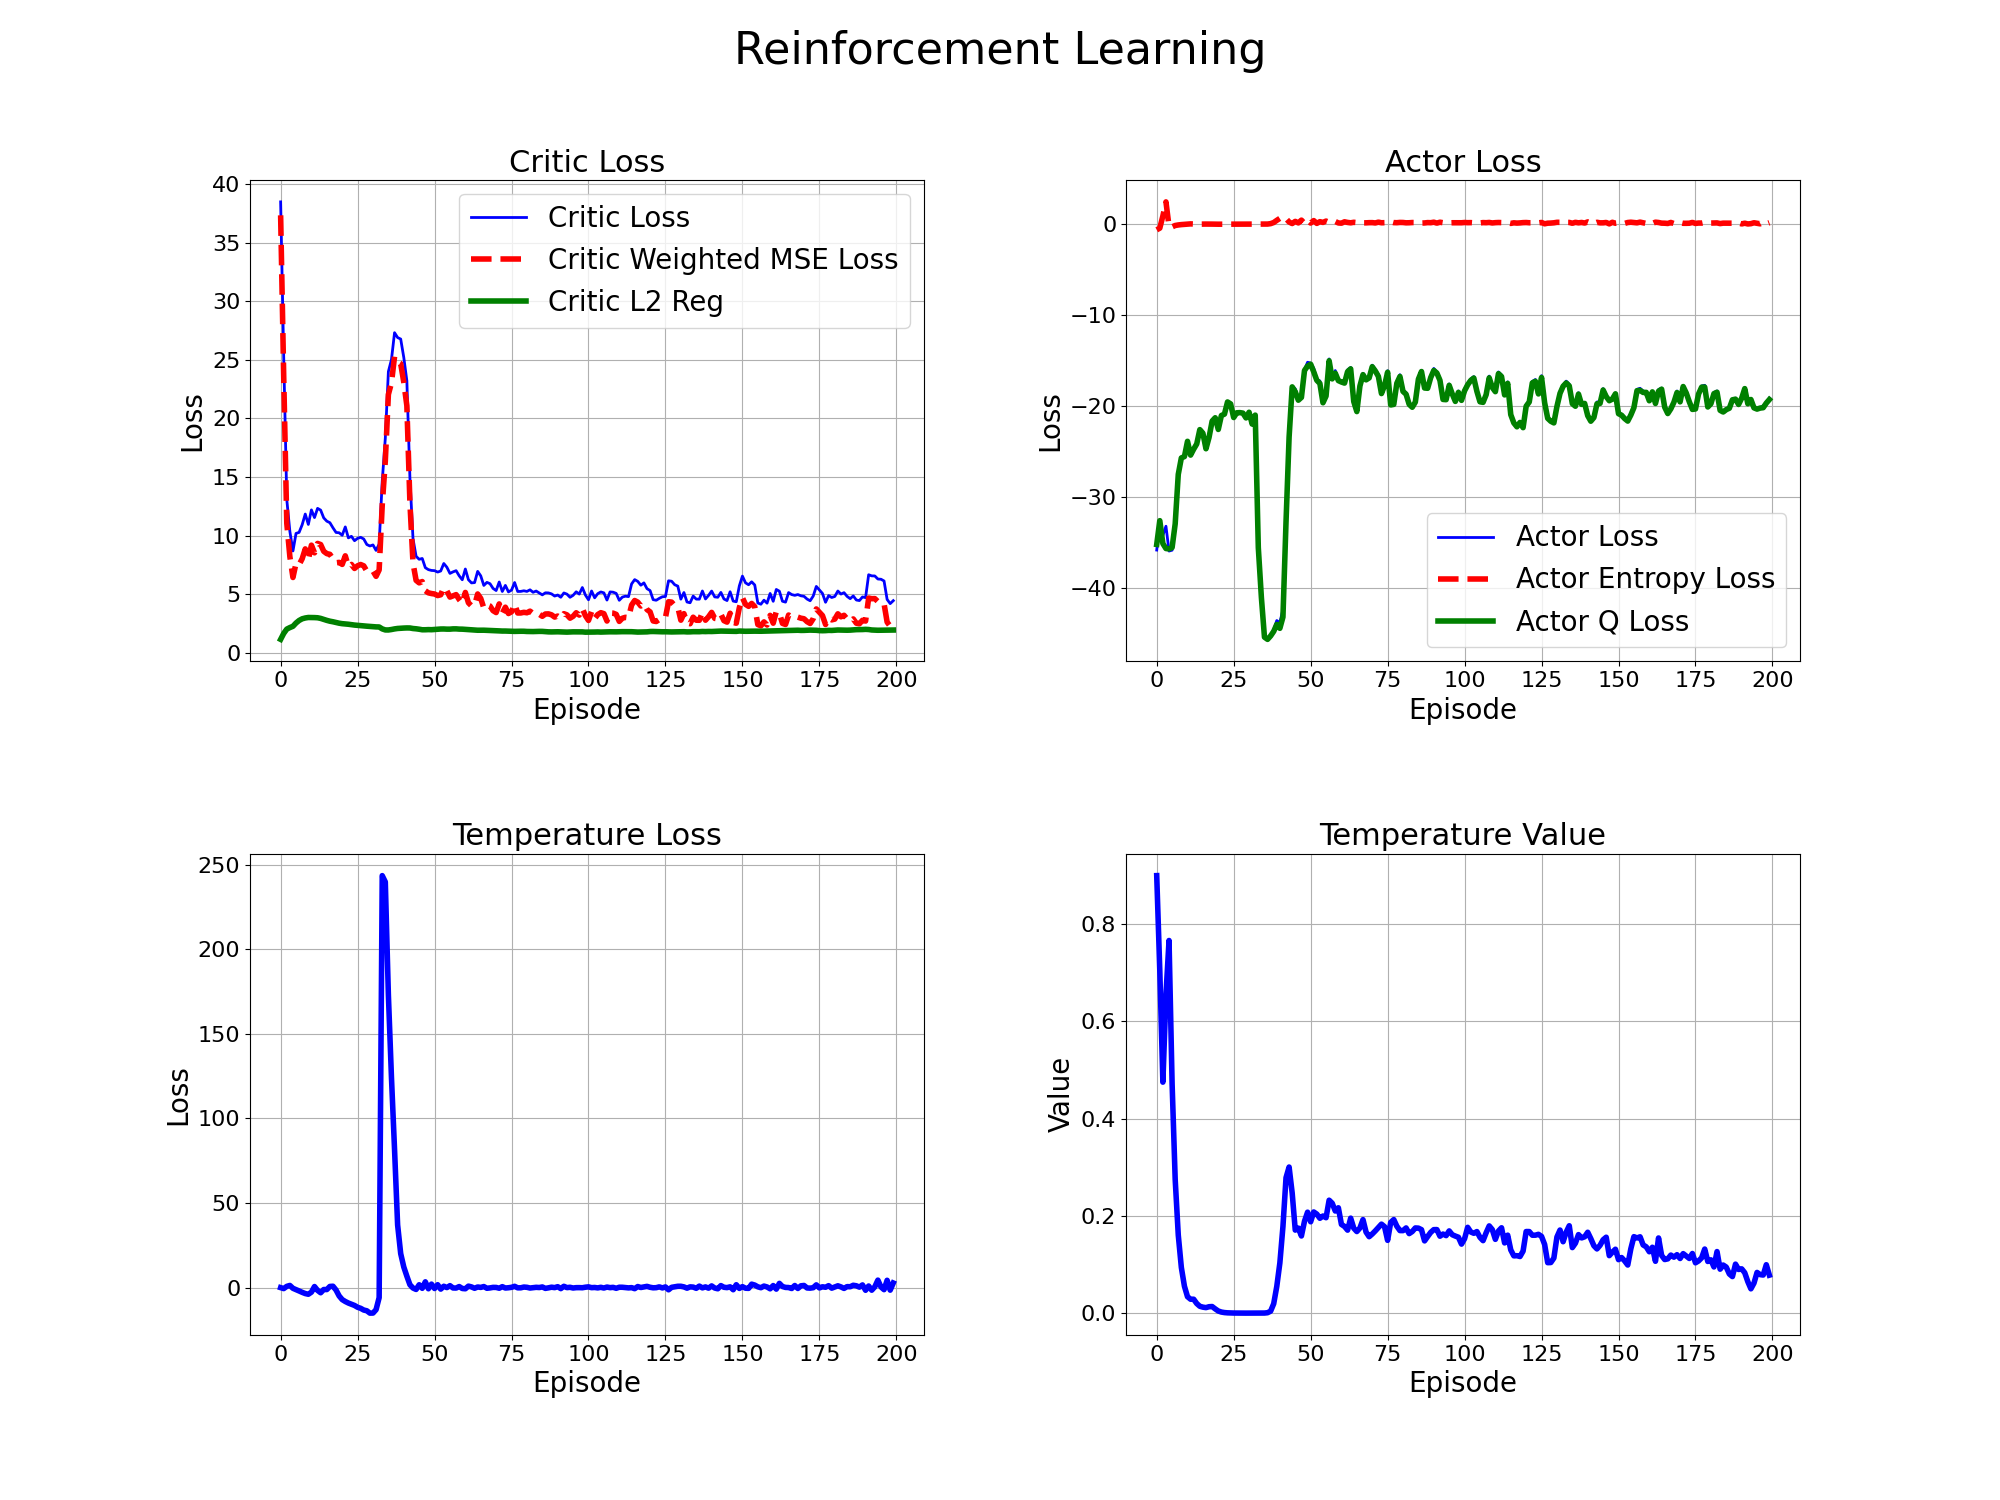 Reinforcement Learning
Critic Loss
40
35
30
25
20
15
10
5
0
Loss
Critic Loss
Critic Weighted MSE Loss
Critic L2 Reg
0 25 50 75 100 125 150 175 200
Episode
Actor Loss
0
−10
−20
−30
−40
Loss
Actor Loss
Actor Entropy Loss
Actor Q Loss
0 25 50 75 100 125 150 175 200
Episode
Temperature Loss
250
200
150
100
50
0
Loss
0 25 50 75 100 125 150 175 200
Episode
Temperature Value
0.8
0.6
0.4
0.2
0.0
Value
0 25 50 75 100 125 150 175 200
Episode